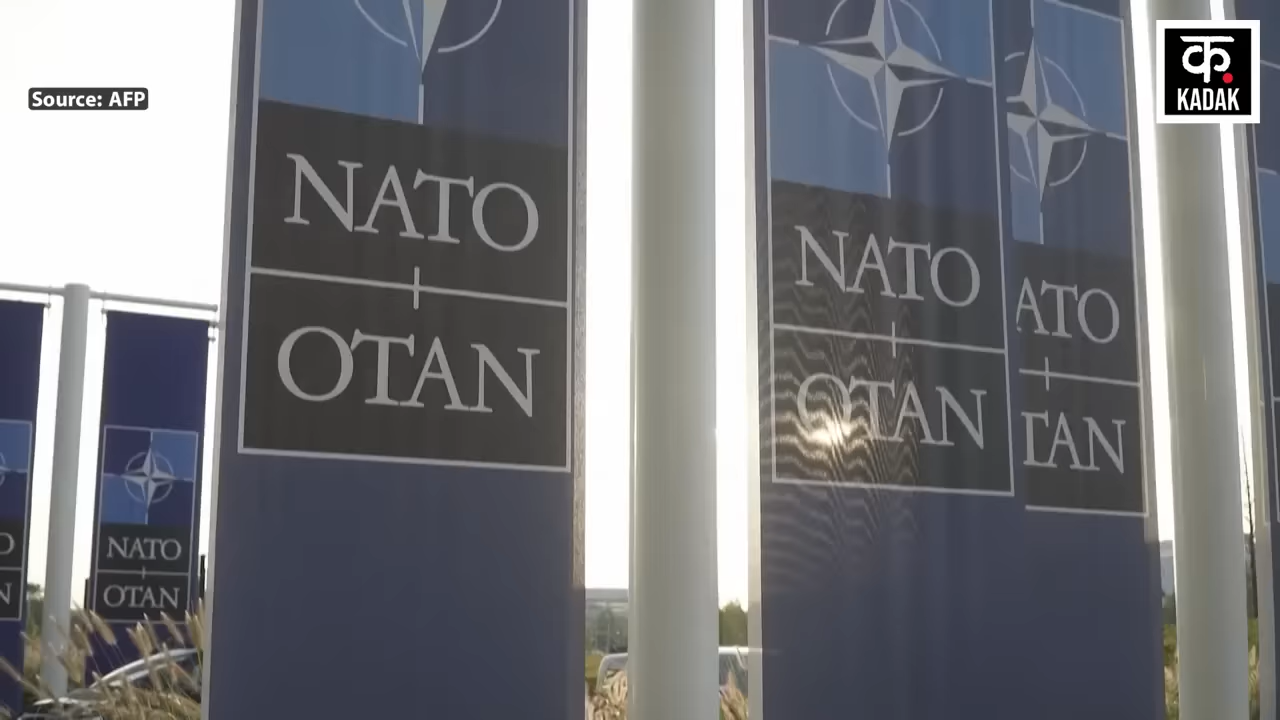 Source: AFP
क.
KADAK
NATO
OTAN
NATO
OTAN
ATO
TAN
NATO
OTAN
O
N